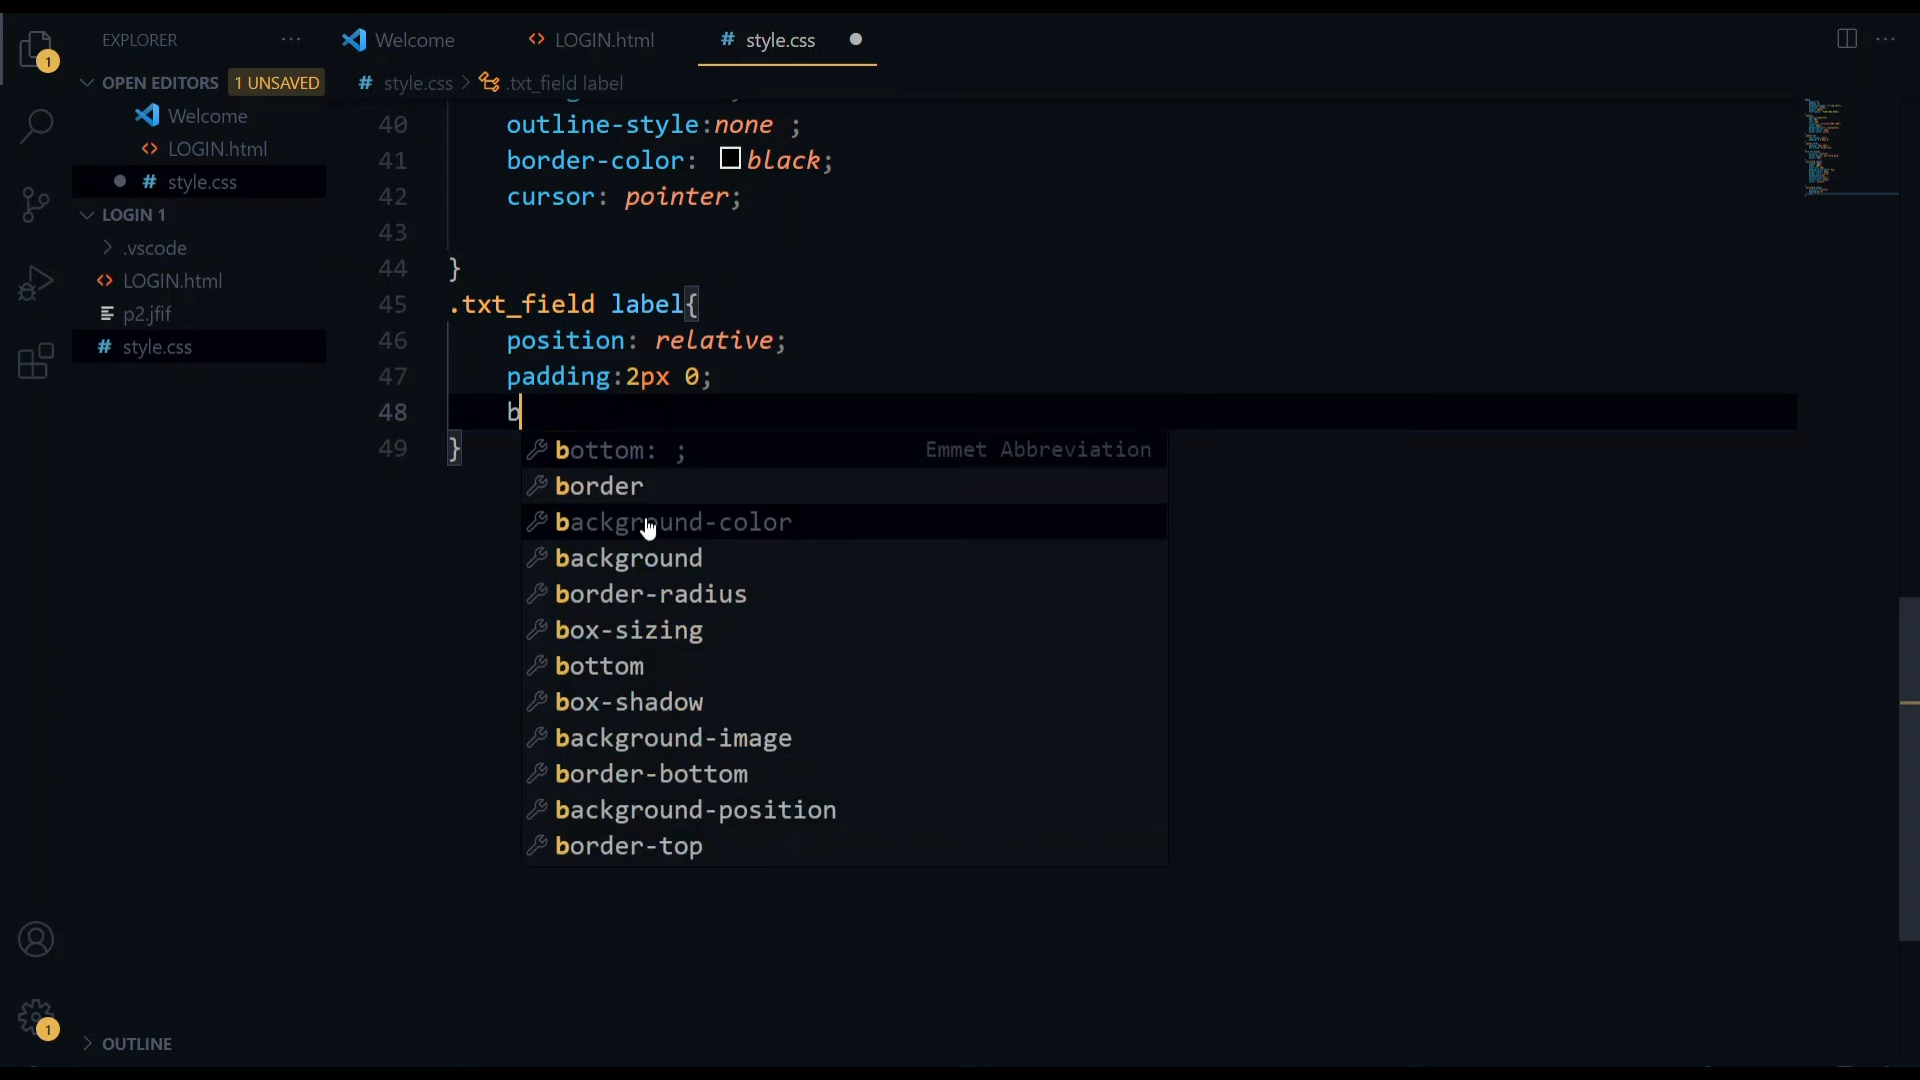 EXPLORER
Welcome
LOGIN.html
# style.css
OPEN EDITORS
1 UNSAVED
# style.css > .txt_field label
1
Welcome
LOGIN.html
# style.css
LOGIN 1
.vscode
LOGIN.html
p2.jfif
# style.css
40 outline-style:none ;
41 border-color: black;
42 cursor: pointer;
43
44 }
45 .txt_field label{
46 position: relative;
47 padding:2px 0;
48 b
49 }
bottom: ; Emmet Abbreviation
border
background-color
background
border-radius
box-sizing
bottom
box-shadow
background-image
border-bottom
background-position
border-top
1
OUTLINE